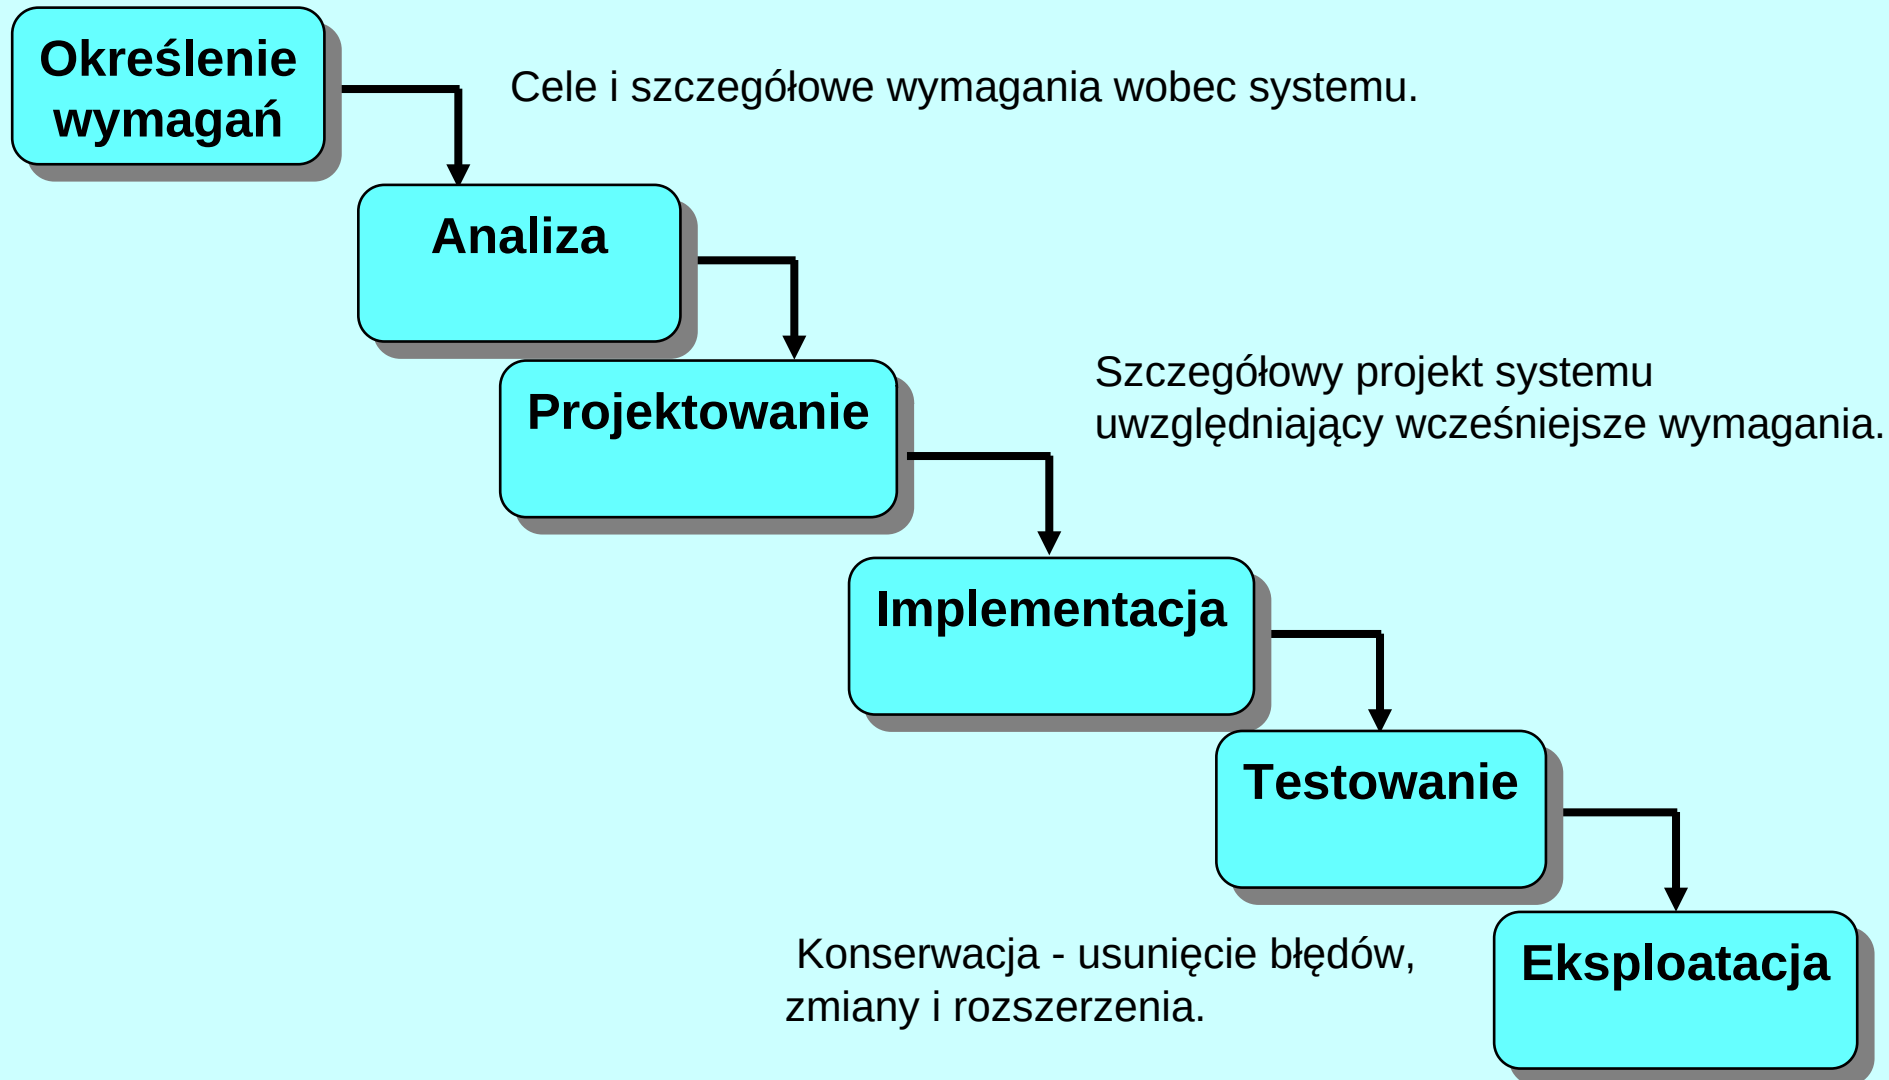 Określenie
wymagań
Cele i szczegółowe wymagania wobec systemu.
Analiza
Projektowanie
Szczegółowy projekt systemu
uwzględniający wcześniejsze wymagania.
Implementacja
Testowanie
Konserwacja - usunięcie błędów,
zmiany i rozszerzenia.
Eksploatacja